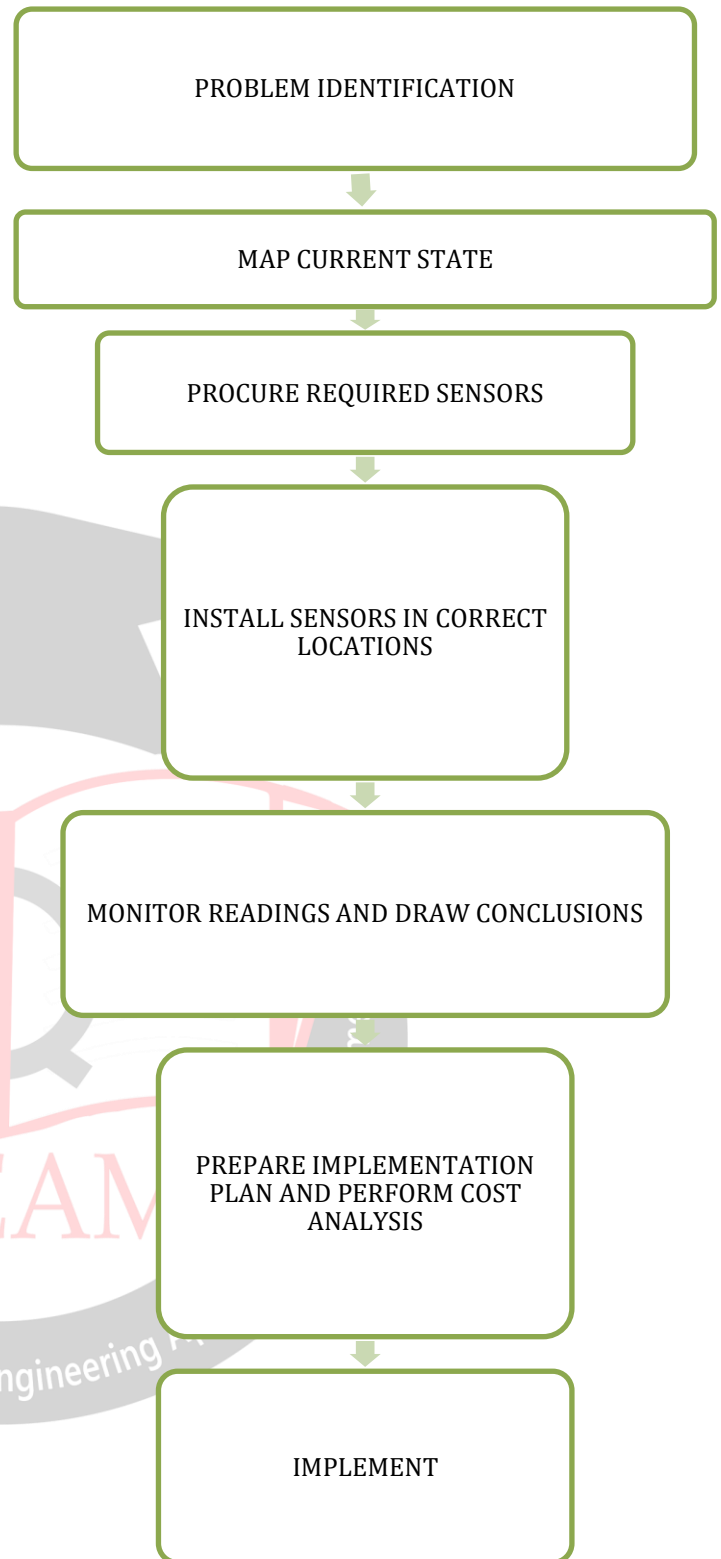 PROBLEM IDENTIFICATION
MAP CURRENT STATE
PROCURE REQUIRED SENSORS
INSTALL SENSORS IN CORRECT
LOCATIONS
MONITOR READINGS AND DRAW CONCLUSIONS
PREPARE IMPLEMENTATION
PLAN AND PERFORM COST
ANALYSIS
IMPLEMENT